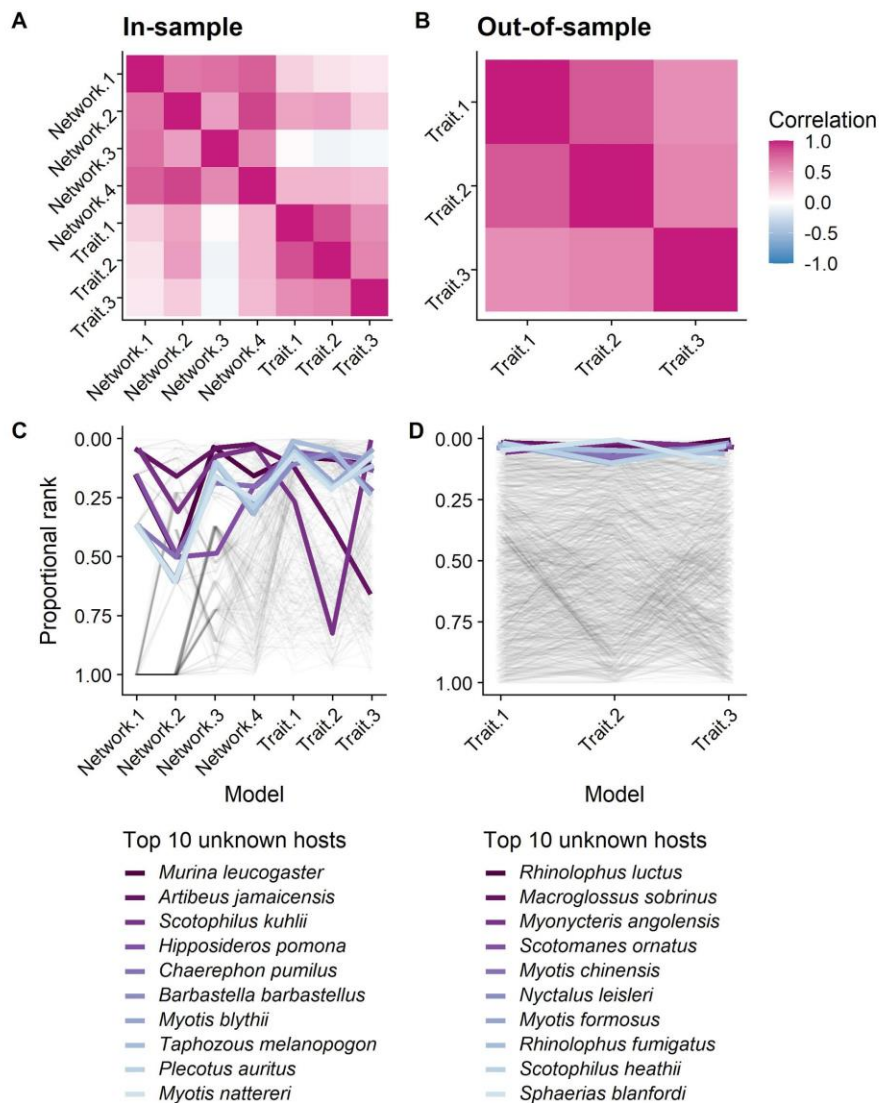 A In-sample
Network.1
Network.2
Network.3
Network.4
Trait.1
Trait.2
Trait.3
Network.1
Network.2
Network.3
Network.4
Trait.1
Trait.2
Trait.3
B Out-of-sample
Trait.1
Trait.2
Trait.3
Trait.1
Trait.2
Trait.3
Correlation
1.0
0.5
0.0
-0.5
-1.0
C
Proportional rank
0.00
0.25
0.50
0.75
1.00
Network.1
Network.2
Network.3
Network.4
Trait.1
Trait.2
Trait.3
Model
D
0.00
0.25
0.50
0.75
1.00
Trait.1
Trait.2
Trait.3
Model
Top 10 unknown hosts
Murina leucogaster
Artibeus jamaicensis
Scotophilus kuhlii
Hipposideros pomona
Chaerephon pumilus
Barbastella barbastellus
Myotis blythii
Taphozous melanopogon
Plecotus auritus
Myotis nattereri
Top 10 unknown hosts
Rhinolophus luctus
Macroglossus sobrinus
Myonycteris angolensis
Scotomanes ornatus
Myotis chinensis
Nyctalus leisleri
Myotis formosus
Rhinolophus fumigatus
Scotophilus heathii
Sphaerias blanfordi